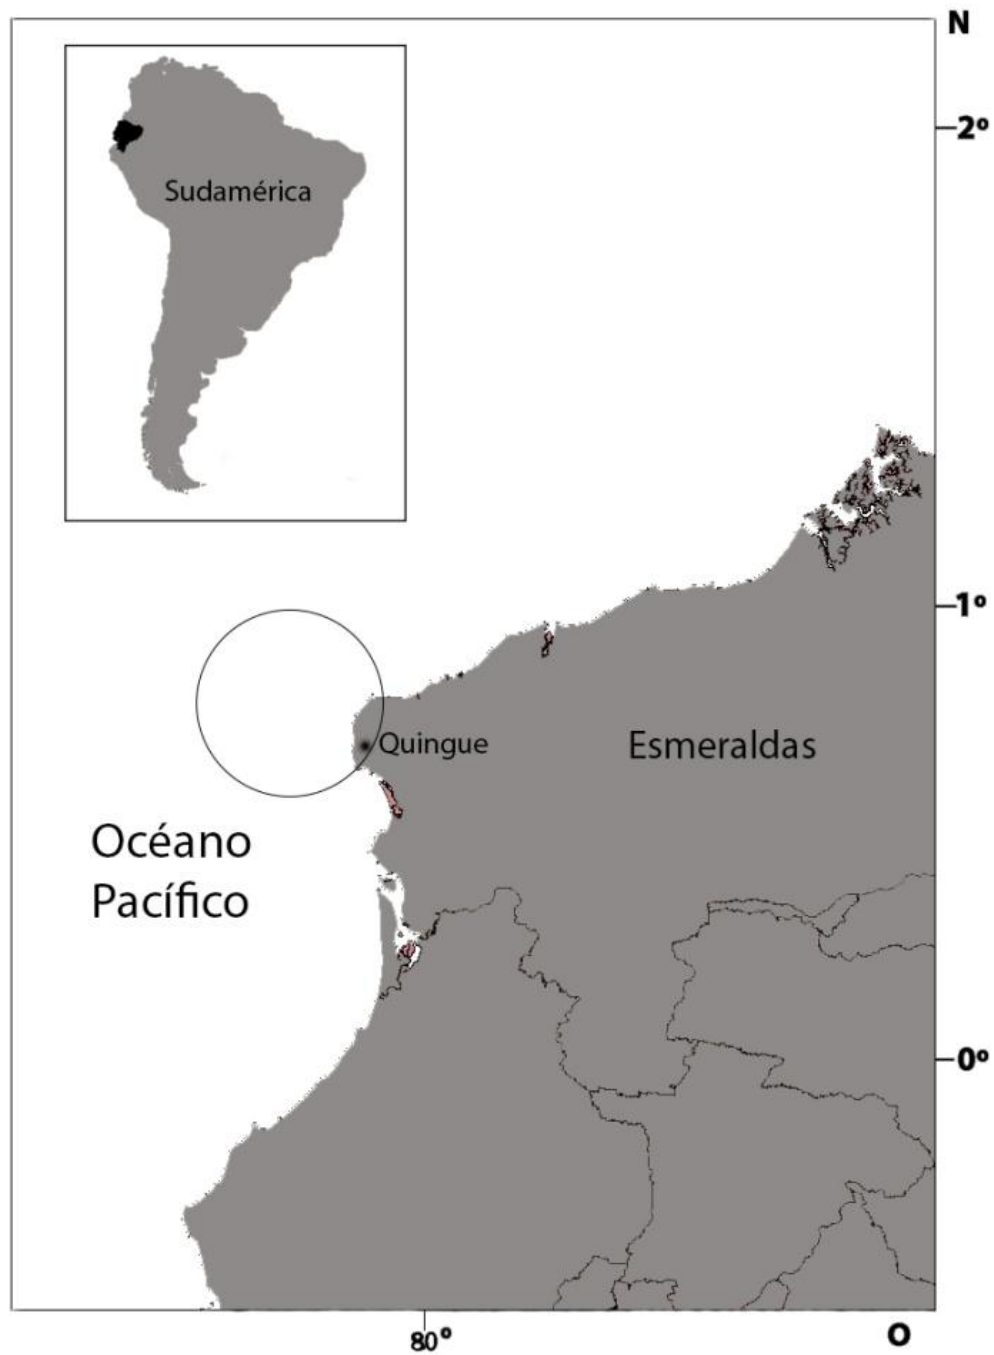 N
2º
Sudamérica
1º
Quingue
Esmeraldas
Océano
Pacífico
0º
80º
O